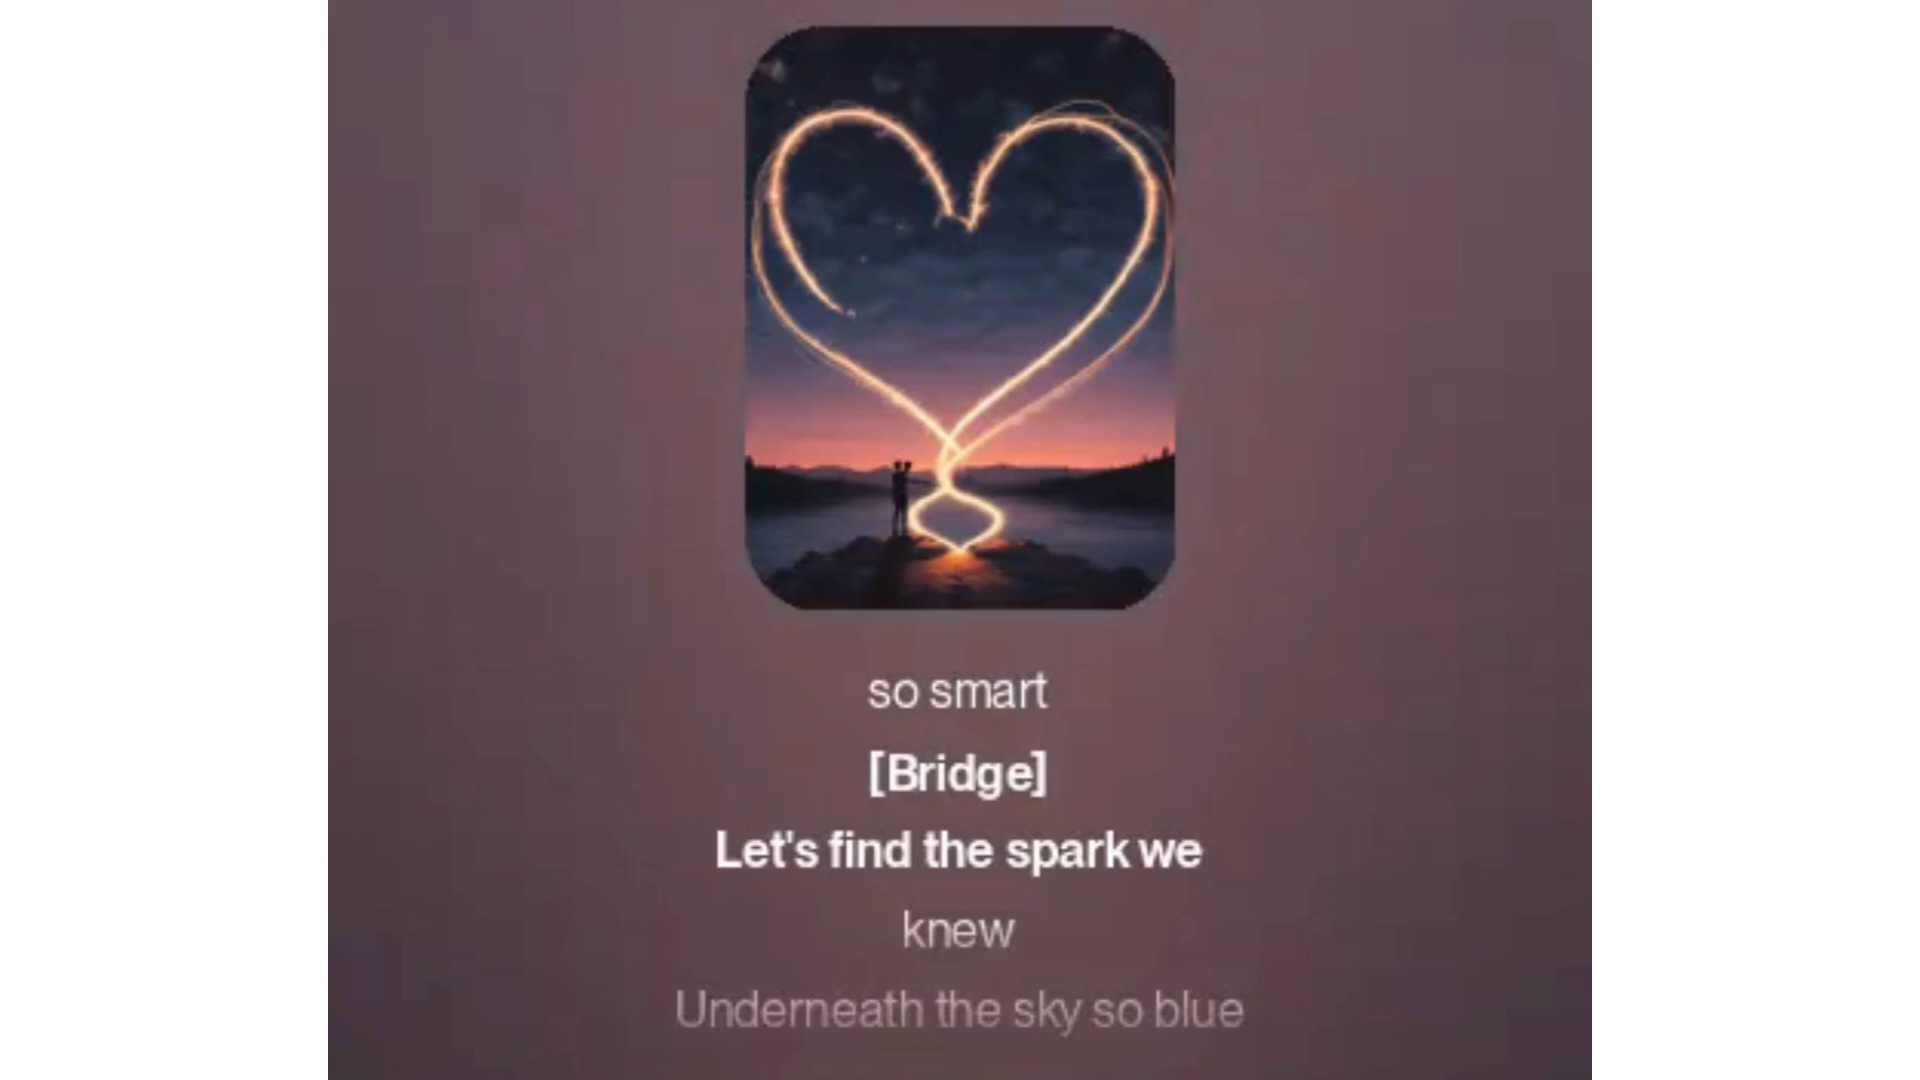 so smart
[Bridge]
Let's find the spark we
knew
Underneath the sky so blue